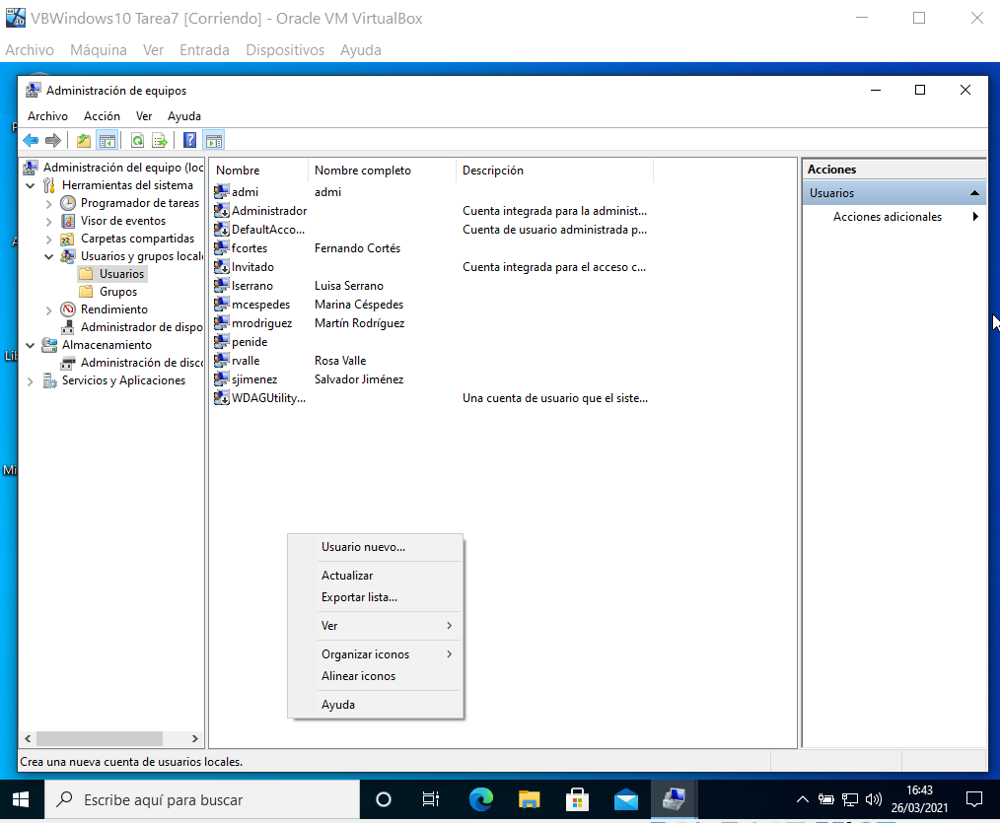 VBWindows10 Tarea7 [Corriendo] - Oracle VM VirtualBox
Archivo Máquina Ver Entrada Dispositivos Ayuda
Administración de equipos
Archivo Acción Ver Ayuda
Administración del equipo (loc
Herramientas del sistema
Programador de tareas
Visor de eventos
Carpetas compartidas
Usuarios y grupos locale
Usuarios
Grupos
Rendimiento
Administrador de dispo
Almacenamiento
Administración de disco
Servicios y Aplicaciones
Nombre Nombre completo Descripción
admi admi
Administrador Cuenta integrada para la administ...
DefaultAcco... Cuenta de usuario administrada p...
fcortes Fernando Cortés
Invitado Cuenta integrada para el acceso c...
lserrano Luisa Serrano
mcespedes Marina Céspedes
mrodriguez Martín Rodríguez
penide
rvalle Rosa Valle
sjimenez Salvador Jiménez
WDAGUtility... Una cuenta de usuario que el siste...
Acciones
Usuarios
Acciones adicionales
Usuario nuevo...
Actualizar
Exportar lista...
Ver
Organizar iconos
Alinear iconos
Ayuda
Crea una nueva cuenta de usuarios locales.
Escribe aquí para buscar
16:43
26/03/2021